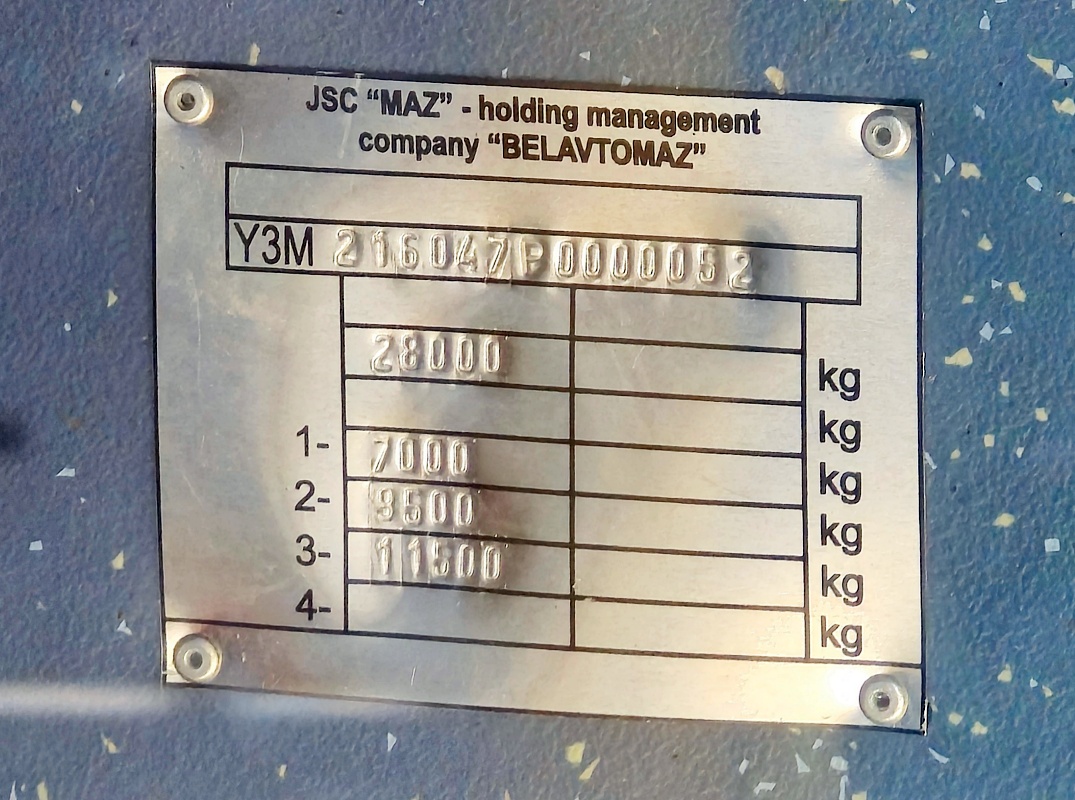 JSC “MAZ” - holding management
company “BELAVTOMAZ”
Y3M 216047P0000052
28000 kg
kg
1- 7000 kg
2- 9500 kg
3- 11500 kg
4- kg